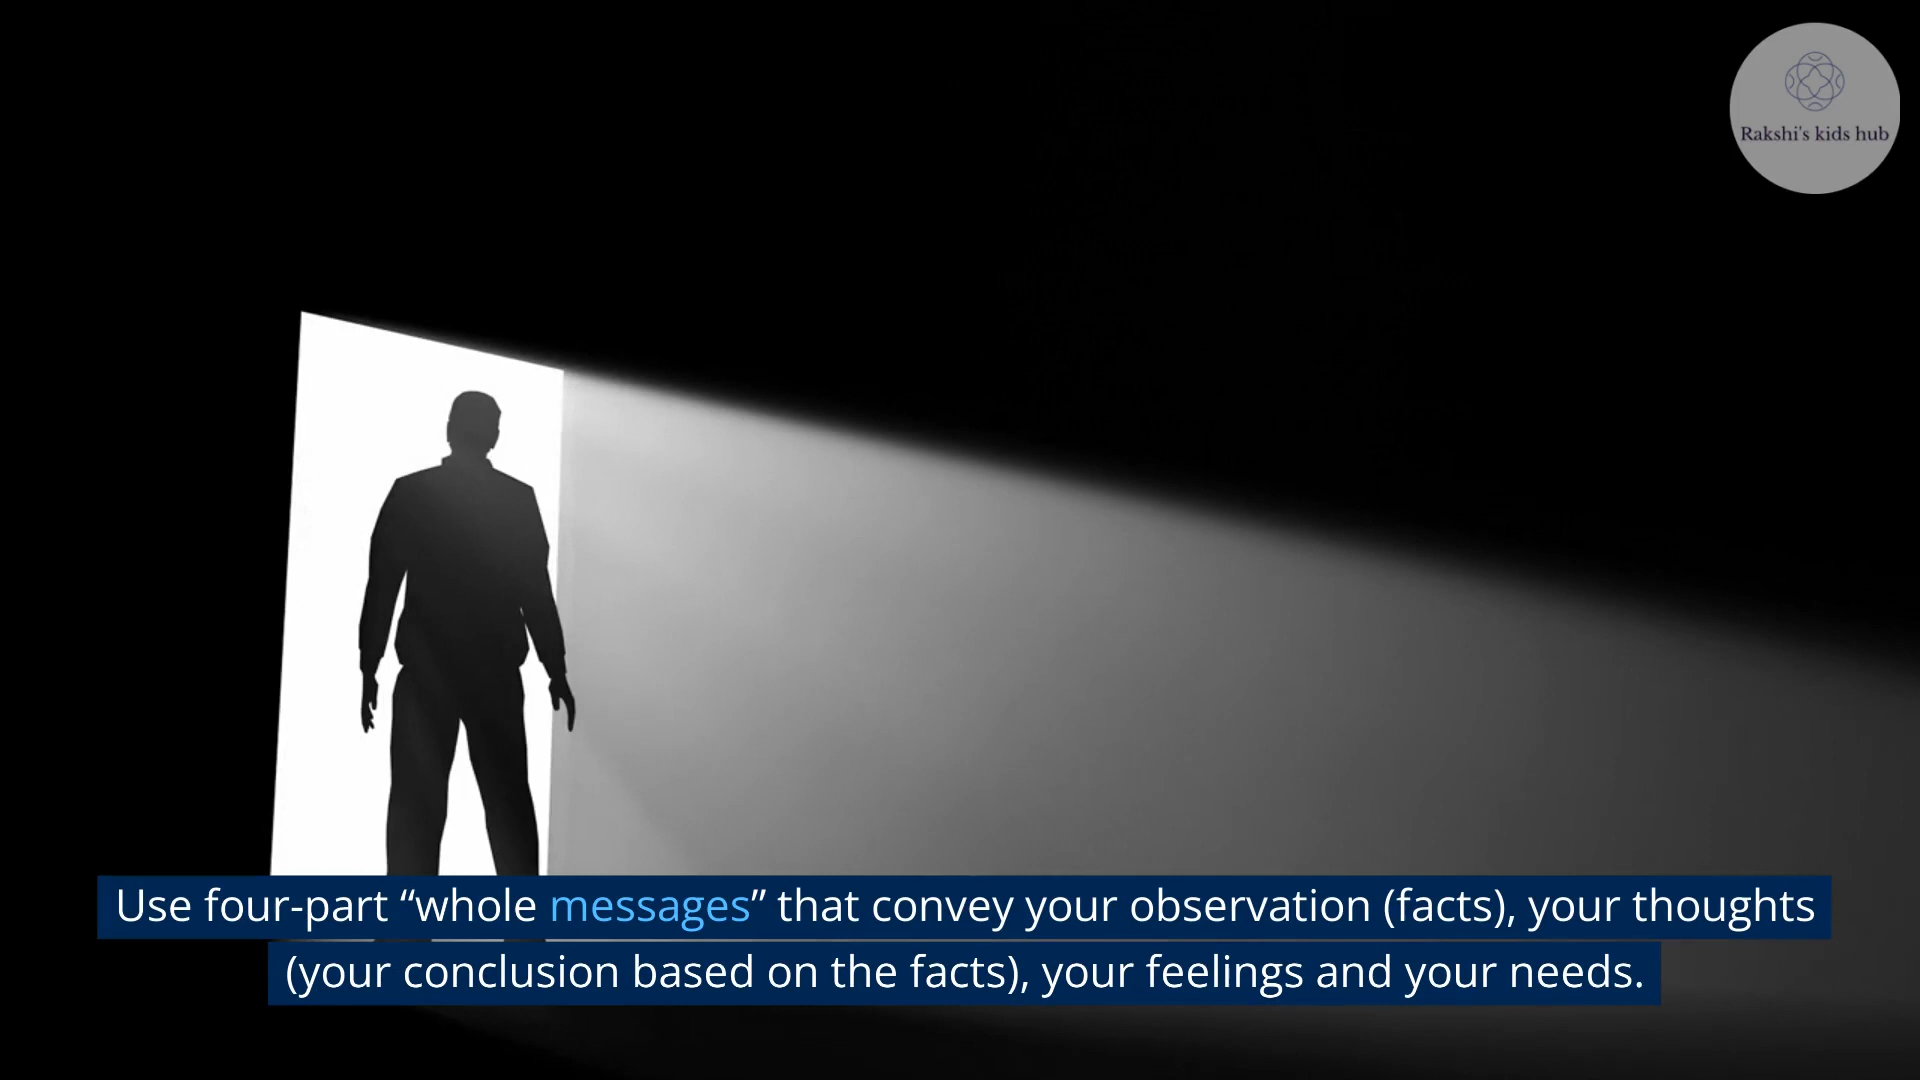 Rakshi's kids hub
Use four-part “whole messages” that convey your observation (facts), your thoughts
(your conclusion based on the facts), your feelings and your needs.